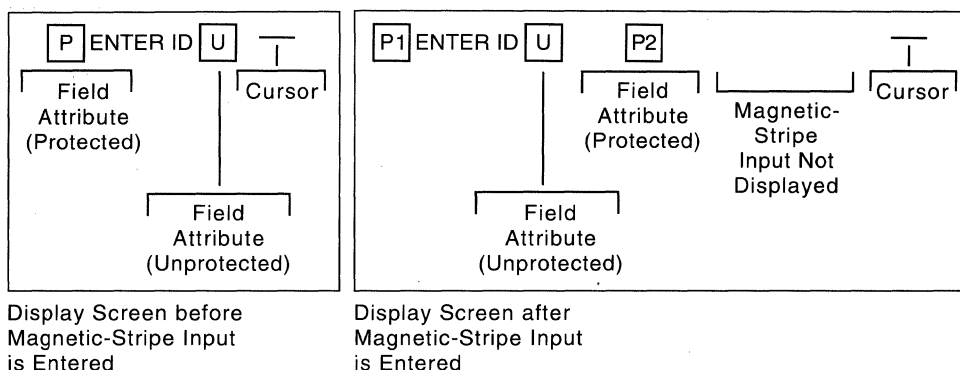 P ENTER ID U
Field
Attribute
(Protected)
Cursor
Field
Attribute
(Unprotected)
Display Screen before
Magnetic-Stripe Input
is Entered
P1 ENTER ID U P2
Field
Attribute
(Protected)
Magnetic-
Stripe
Input Not
Displayed
Cursor
Field
Attribute
(Unprotected)
Display Screen after
Magnetic-Stripe Input
is Entered